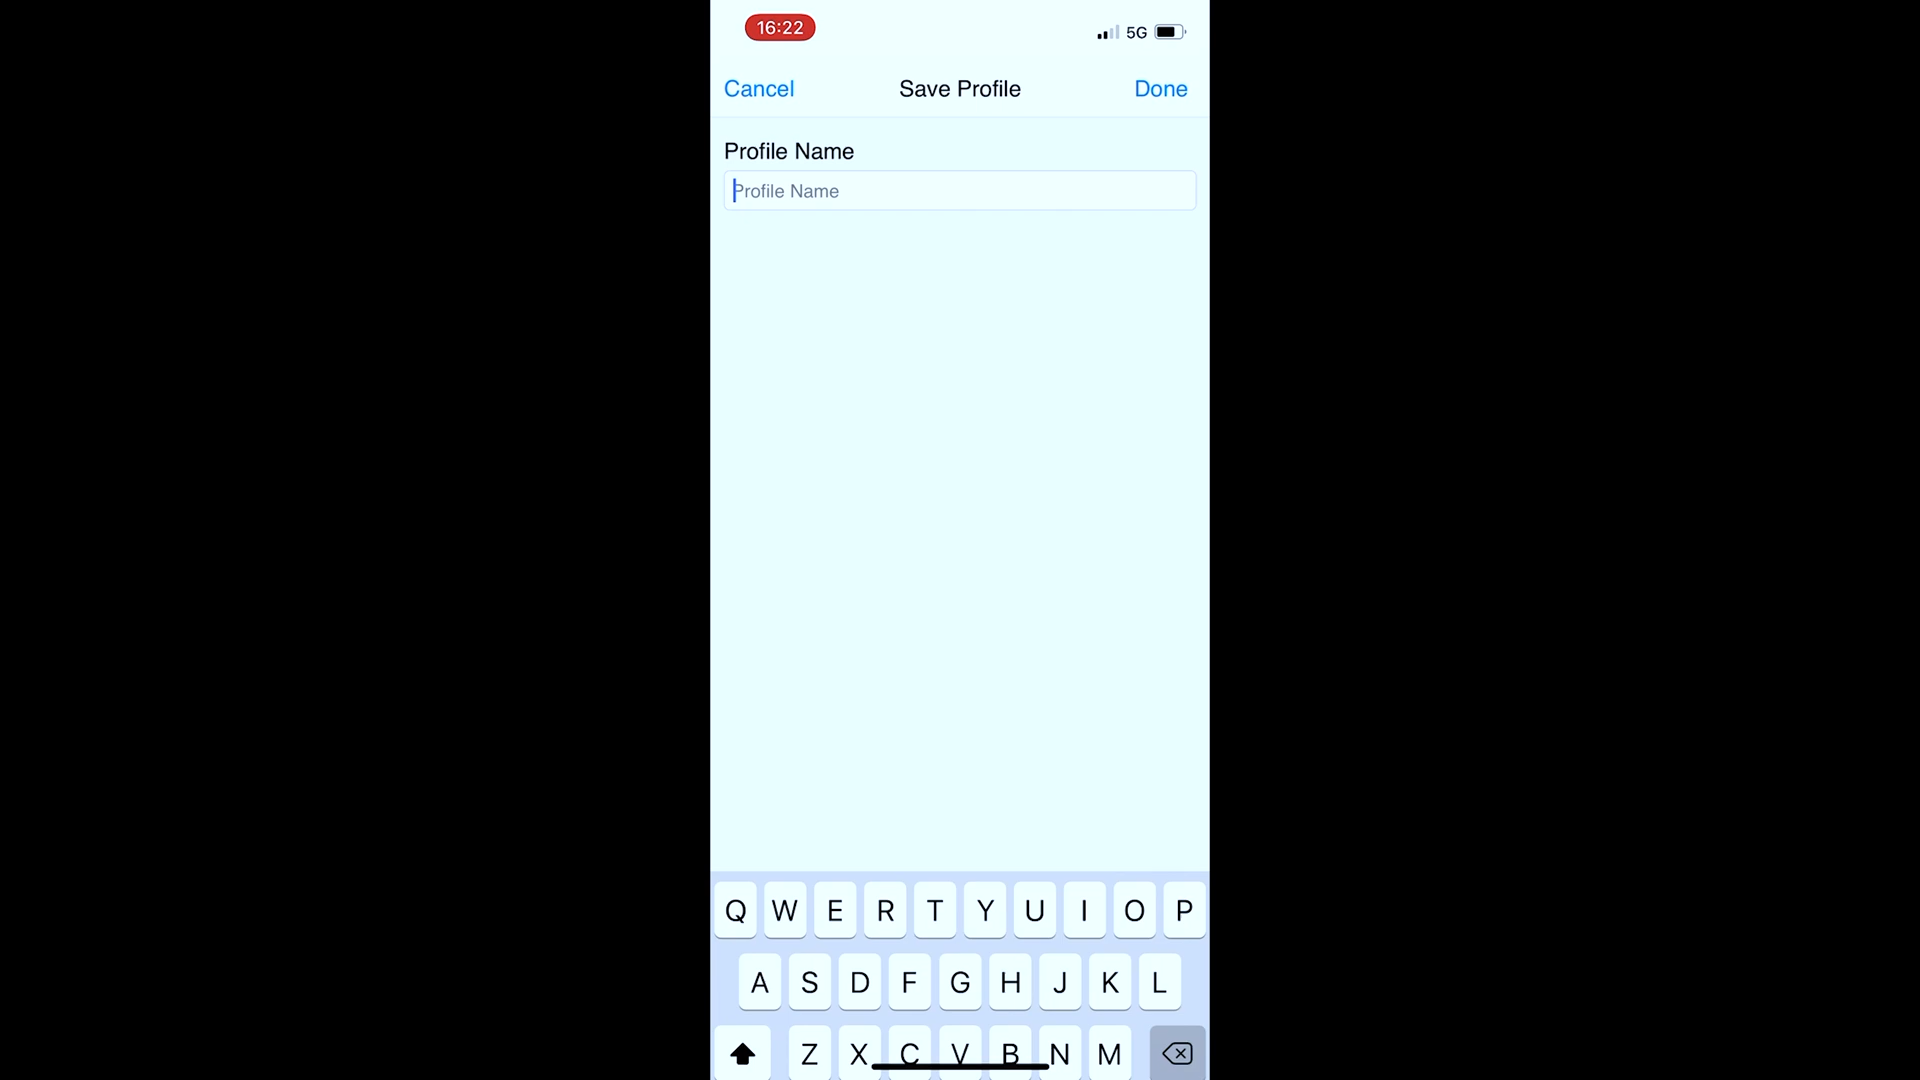 16:22 5G
Cancel Save Profile Done
Profile Name
Profile Name
Q W E R T Y U I O P
A S D F G H J K L
Z X C V B N M